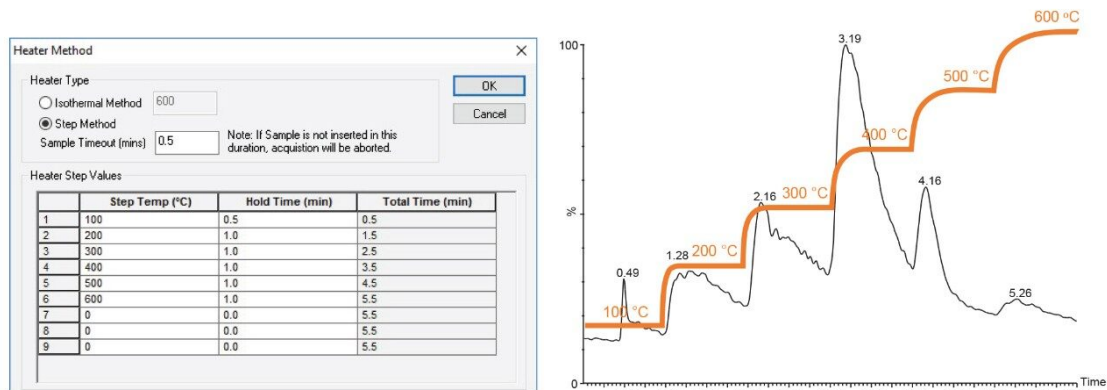 Heater Method
Heater Type
Isothermal Method 600
Step Method
Sample Timeout (mins) 0.5
Note: If Sample is not inserted in this
duration, acquistion will be aborted.
OK
Cancel
Heater Step Values
Step Temp (ºC) Hold Time (min) Total Time (min)
1 100 0.5 0.5
2 200 1.0 1.5
3 300 1.0 2.5
4 400 1.0 3.5
5 500 1.0 4.5
6 600 1.0 5.5
7 0 0.0 5.5
8 0 0.0 5.5
9 0 0.0 5.5
100
%
0
0.49
1.28
2.16
3.19
4.16
5.26
100 °C
200 °C
300 °C
400 °C
500 °C
600 °C
Time